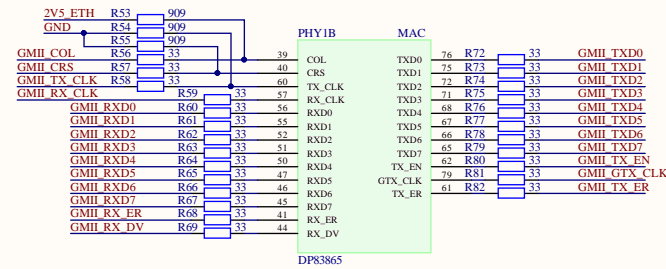 2V5_ETH R53 909
GND R54 909
R55 909
PHY1B MAC
GMII_COL R56 33 39 COL TXD0 76 R72 33 GMII_TXD0
GMII_CRS R57 33 40 CRS TXD1 75 R73 33 GMII_TXD1
GMII_TX_CLK R58 33 60 TX_CLK TXD2 72 R74 33 GMII_TXD2
GMII_RX_CLK R59 33 57 RX_CLK TXD3 71 R75 33 GMII_TXD3
GMII_RXD0 R60 33 56 RXD0 TXD4 68 R76 33 GMII_TXD4
GMII_RXD1 R61 33 55 RXD1 TXD5 67 R77 33 GMII_TXD5
GMII_RXD2 R62 33 52 RXD2 TXD6 66 R78 33 GMII_TXD6
GMII_RXD3 R63 33 51 RXD3 TXD7 65 R79 33 GMII_TXD7
GMII_RXD4 R64 33 50 RXD4 TX_EN 62 R80 33 GMII_TX_EN
GMII_RXD5 R65 33 47 RXD5 GTX_CLK 79 R81 33 GMII_GTX_CLK
GMII_RXD6 R66 33 46 RXD6 TX_ER 61 R82 33 GMII_TX_ER
GMII_RXD7 R67 33 45 RXD7
GMII_RX_ER R68 33 41 RX_ER
GMII_RX_DV R69 33 44 RX_DV
DP83865